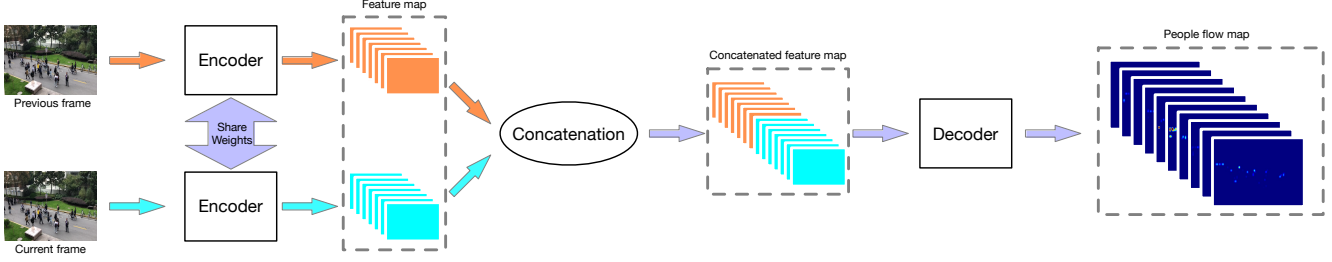 Feature map
People flow map
Encoder
Concatenated feature map
Previous frame
Share
Weights
Concatenation
Decoder
Encoder
Current frame